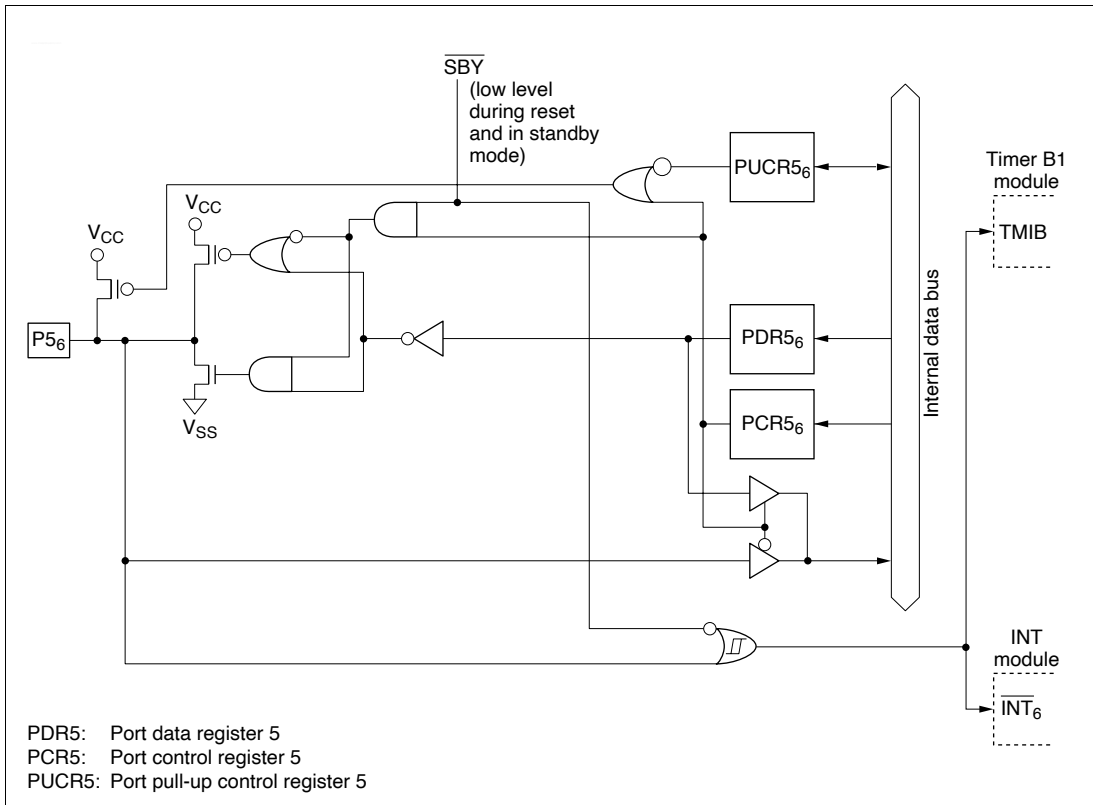 S̅B̅Y̅
(low level
during reset
and in standby
mode)
PUCR5₆
Timer B1
module
TMIB
V_CC
V_CC
P5₆
PDR5₆
Internal data bus
PCR5₆
V_SS
INT
module
I̅N̅T̅₆̅
PDR5: Port data register 5
PCR5: Port control register 5
PUCR5: Port pull-up control register 5